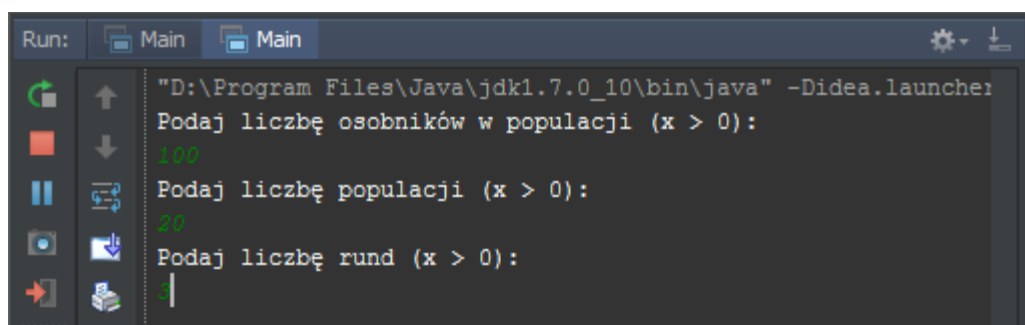 Run: Main Main
"D:\Program Files\Java\jdk1.7.0_10\bin\java" -Didea.launcher
Podaj liczbę osobników w populacji (x > 0):
100
Podaj liczbę populacji (x > 0):
20
Podaj liczbę rund (x > 0):
3